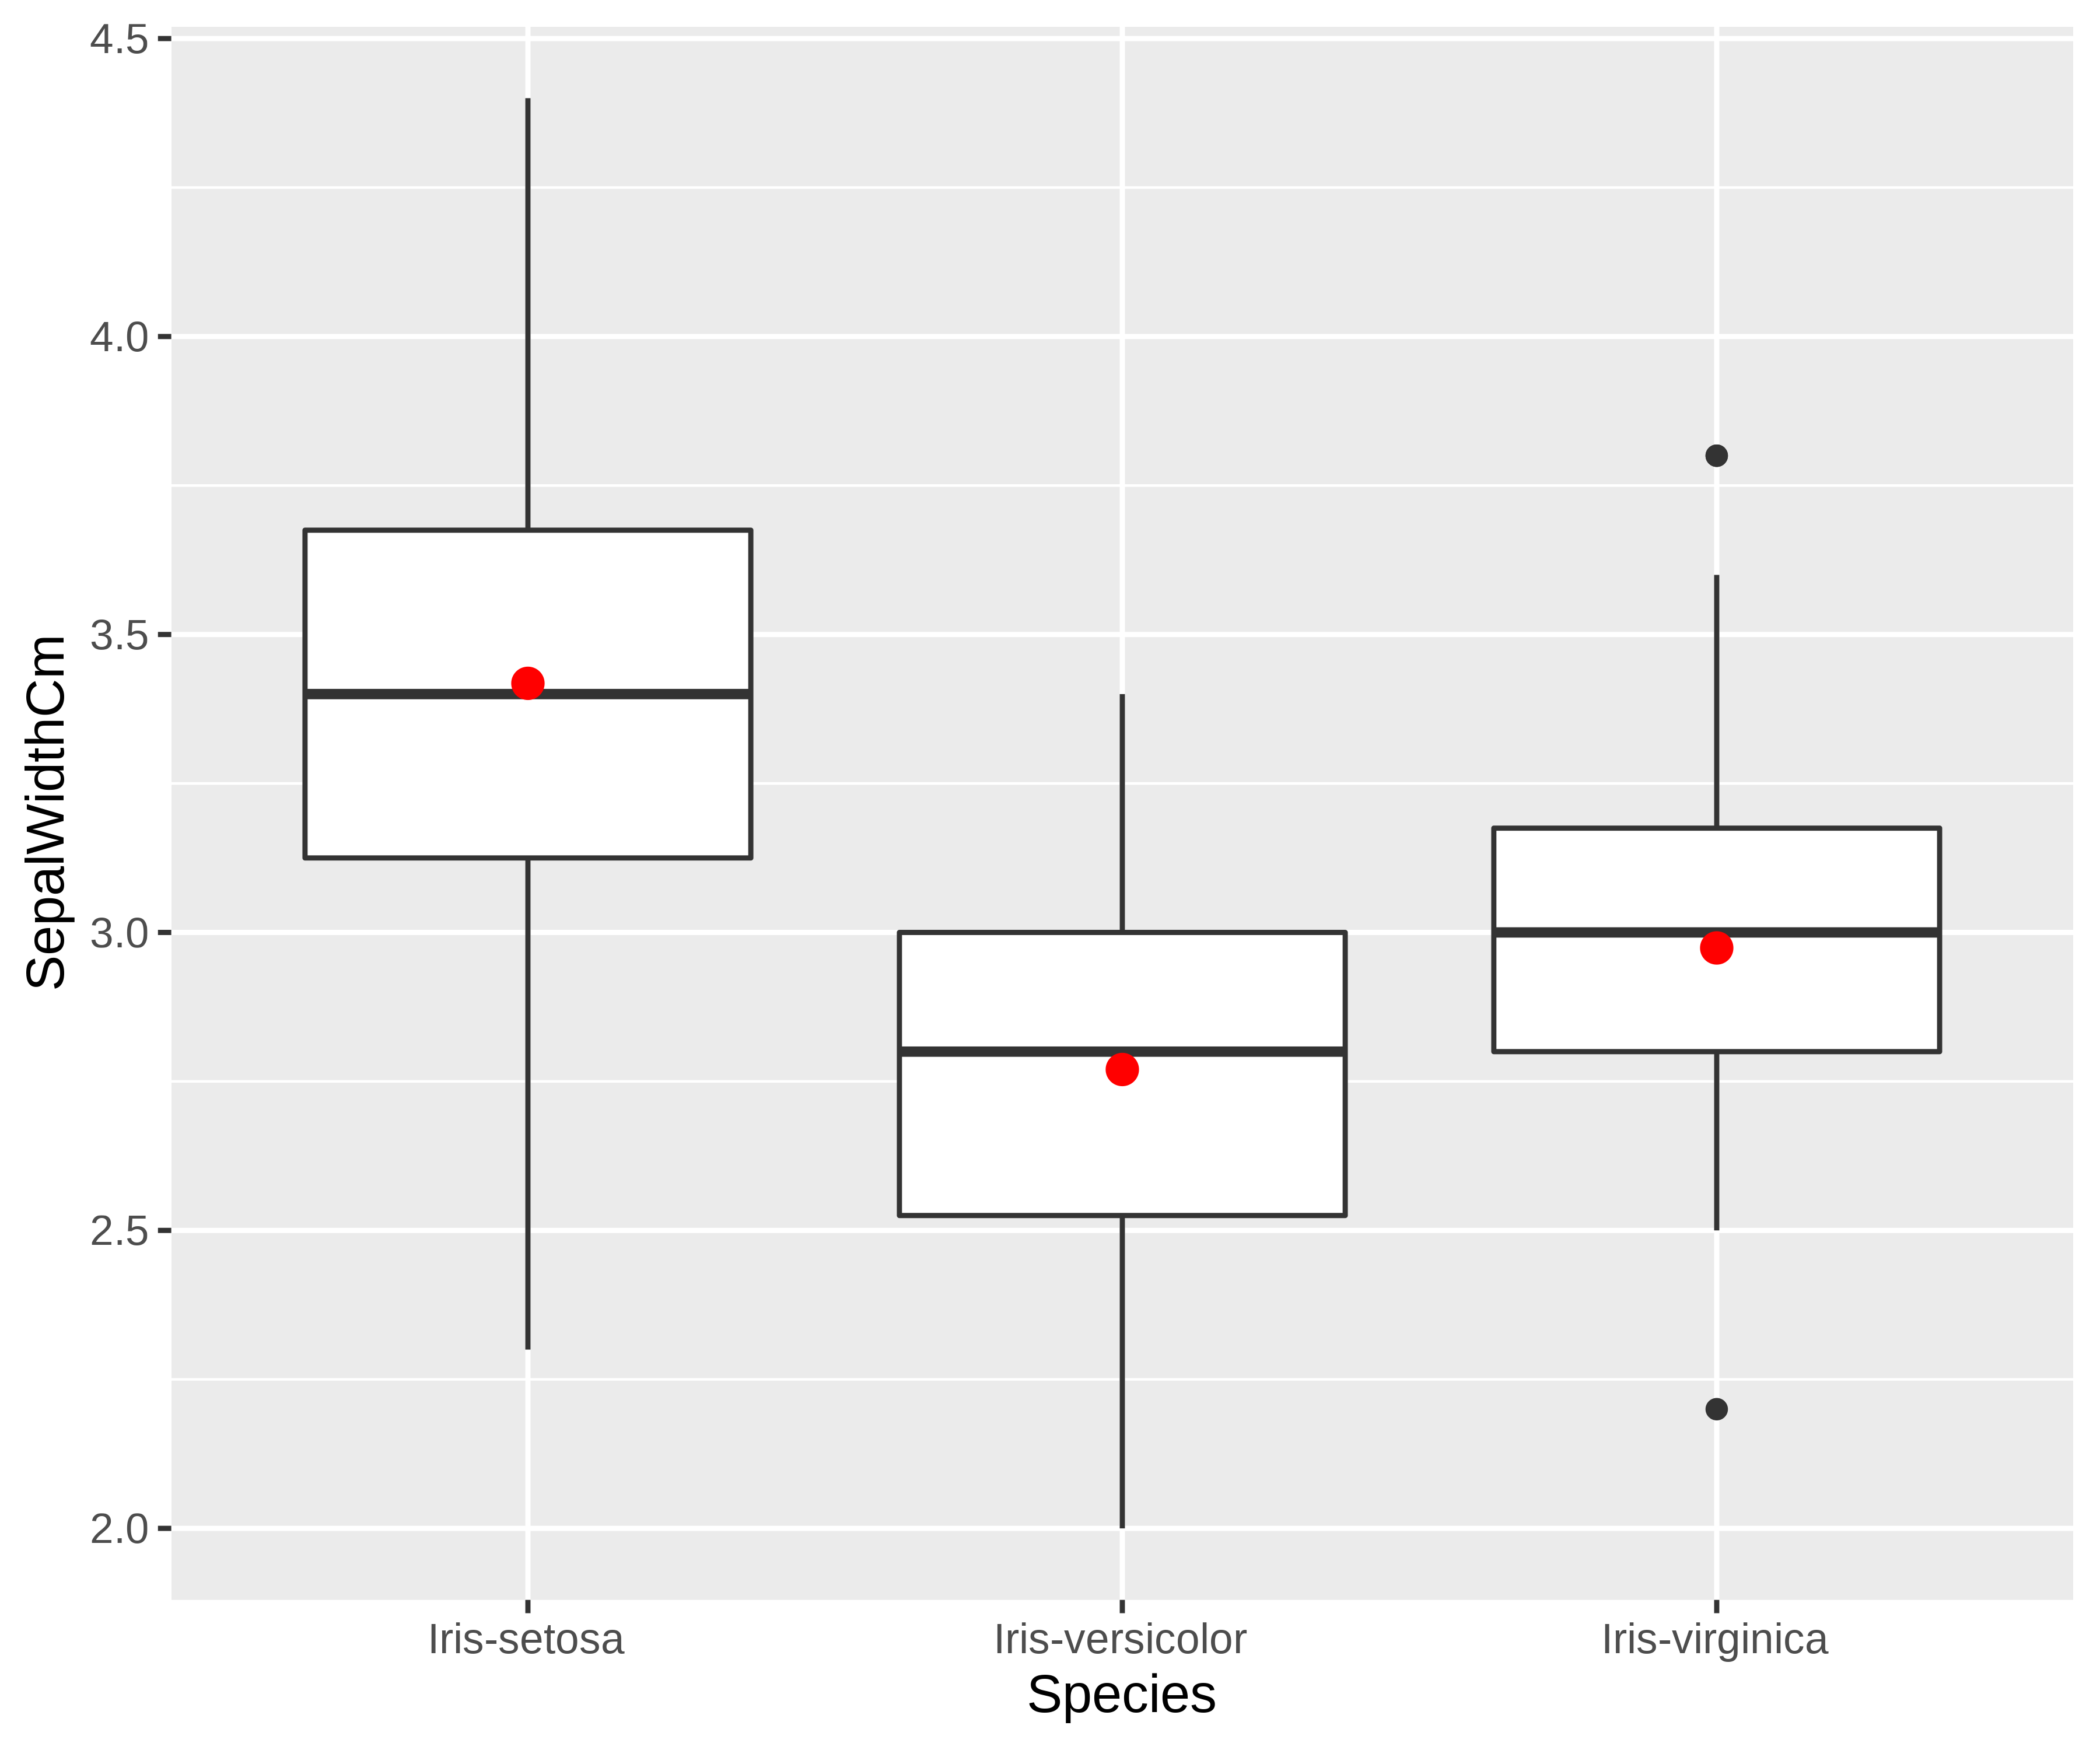 SepalWidthCm
4.5
4.0
3.5
3.0
2.5
2.0
Iris-setosa
Iris-versicolor
Iris-virginica
Species